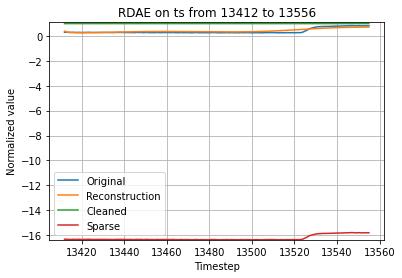 RDAE on ts from 13412 to 13556
Normalized value
0
−2
−4
−6
−8
−10
−12
−14
−16
Original
Reconstruction
Cleaned
Sparse
13420 13440 13460 13480 13500 13520 13540 13560
Timestep